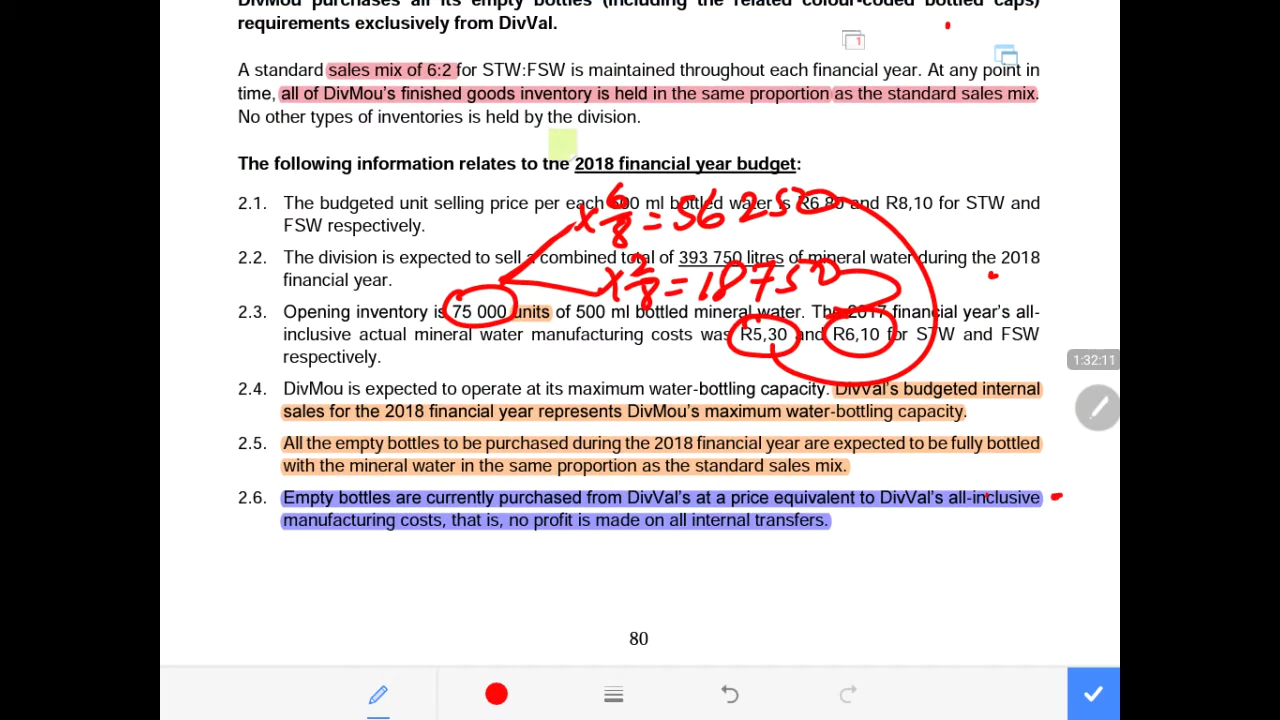 DivMou purchases all its empty bottles (including the related colour-coded bottled caps)
requirements exclusively from DivVal.
1
A standard sales mix of 6:2 for STW:FSW is maintained throughout each financial year. At any point in
time, all of DivMou's finished goods inventory is held in the same proportion as the standard sales mix.
No other types of inventories is held by the division.
The following information relates to the 2018 financial year budget:
2.1. The budgeted unit selling price per each 500 ml bottled water is R6,80 and R8,10 for STW and
FSW respectively.
x 6/8 = 56 250
2.2. The division is expected to sell a combined total of 393 750 litres of mineral water during the 2018
financial year.
x 2/8 = 18 750
2.3. Opening inventory is 75 000 units of 500 ml bottled mineral water. The 2017 financial year's all-
inclusive actual mineral water manufacturing costs was R5,30 and R6,10 for STW and FSW
respectively.
1:32:11
2.4. DivMou is expected to operate at its maximum water-bottling capacity. DivVal's budgeted internal
sales for the 2018 financial year represents DivMou's maximum water-bottling capacity.
2.5. All the empty bottles to be purchased during the 2018 financial year are expected to be fully bottled
with the mineral water in the same proportion as the standard sales mix.
2.6. Empty bottles are currently purchased from DivVal's at a price equivalent to DivVal's all-inclusive
manufacturing costs, that is, no profit is made on all internal transfers.
80